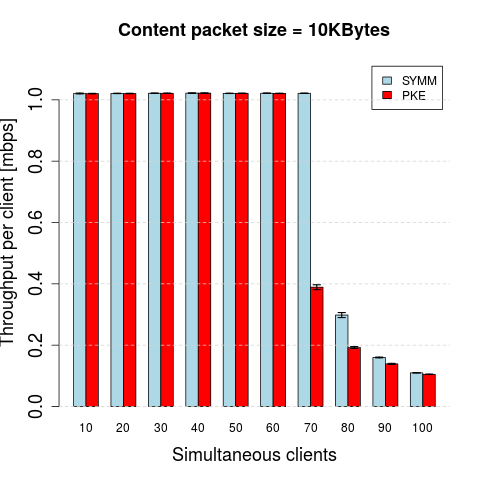 Content packet size = 10KBytes
SYMM
PKE
Throughput per client [mbps]
1.0
0.8
0.6
0.4
0.2
0.0
10 20 30 40 50 60 70 80 90 100
Simultaneous clients